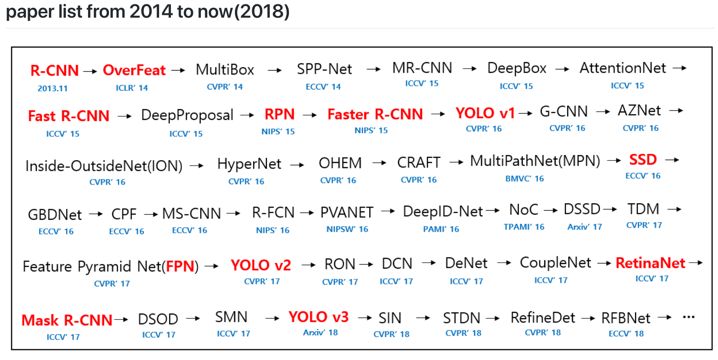 paper list from 2014 to now(2018)
R-CNN → OverFeat → MultiBox → SPP-Net → MR-CNN → DeepBox → AttentionNet →
2013.11 ICLR' 14 CVPR' 14 ECCV' 14 ICCV' 15 ICCV' 15 ICCV' 15
Fast R-CNN → DeepProposal → RPN → Faster R-CNN → YOLO v1 → G-CNN → AZNet →
ICCV' 15 ICCV' 15 NIPS' 15 NIPS' 15 CVPR' 16 CVPR' 16 CVPR' 16
Inside-OutsideNet(ION) → HyperNet → OHEM → CRAFT → MultiPathNet(MPN) → SSD →
CVPR' 16 CVPR' 16 CVPR' 16 CVPR' 16 BMVC' 16 ECCV' 16
GBDNet → CPF → MS-CNN → R-FCN → PVANET → DeepID-Net → NoC → DSSD → TDM →
ECCV' 16 ECCV' 16 ECCV' 16 NIPS' 16 NIPSW' 16 PAMI' 16 TPAMI' 16 Arxiv' 17 CVPR' 17
Feature Pyramid Net(FPN) → YOLO v2 → RON → DCN → DeNet → CoupleNet → RetinaNet →
CVPR' 17 CVPR' 17 CVPR' 17 ICCV' 17 ICCV' 17 ICCV' 17 ICCV' 17
Mask R-CNN → DSOD → SMN → YOLO v3 → SIN → STDN → RefineDet → RFBNet → ⋯
ICCV' 17 ICCV' 17 ICCV' 17 Arxiv' 18 CVPR' 18 CVPR' 18 CVPR' 18 ECCV' 18